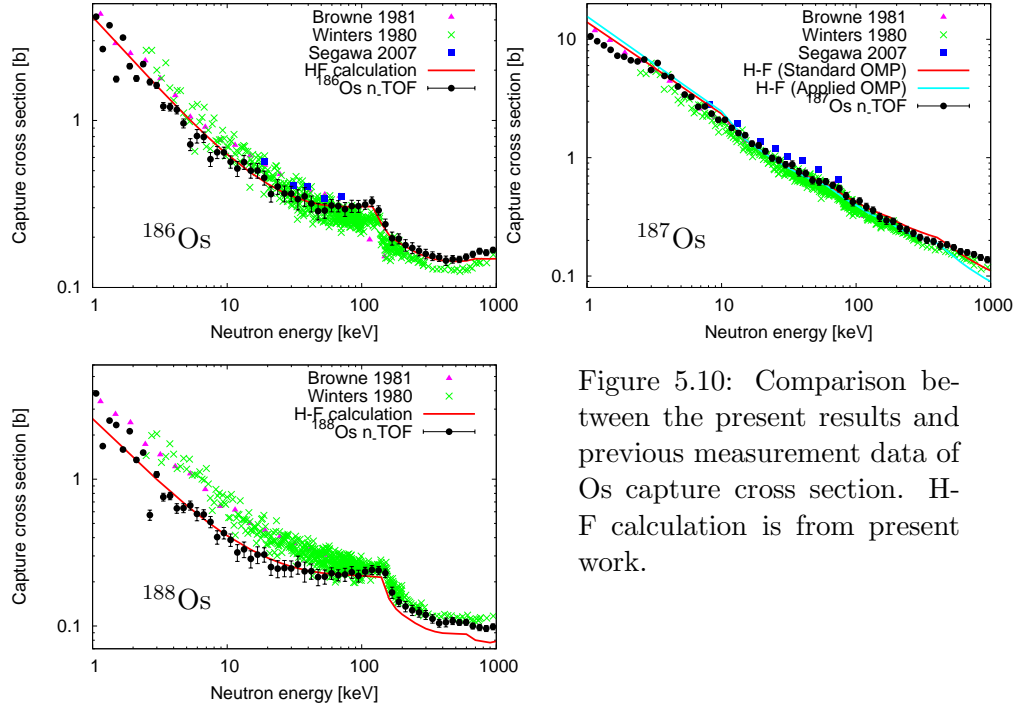 Browne 1981
Winters 1980
Segawa 2007
HF calculation
186Os n_TOF
Capture cross section [b]
1
0.1
1 10 100 1000
Neutron energy [keV]
186Os
Browne 1981
Winters 1980
Segawa 2007
H-F (Standard OMP)
H-F (Applied OMP)
187Os n_TOF
Capture cross section [b]
10
1
0.1
1 10 100 1000
Neutron energy [keV]
187Os
Browne 1981
Winters 1980
H-F calculation
188Os n_TOF
Capture cross section [b]
1
0.1
1 10 100 1000
Neutron energy [keV]
188Os
Figure 5.10: Comparison be-
tween the present results and
previous measurement data of
Os capture cross section. H-
F calculation is from present
work.